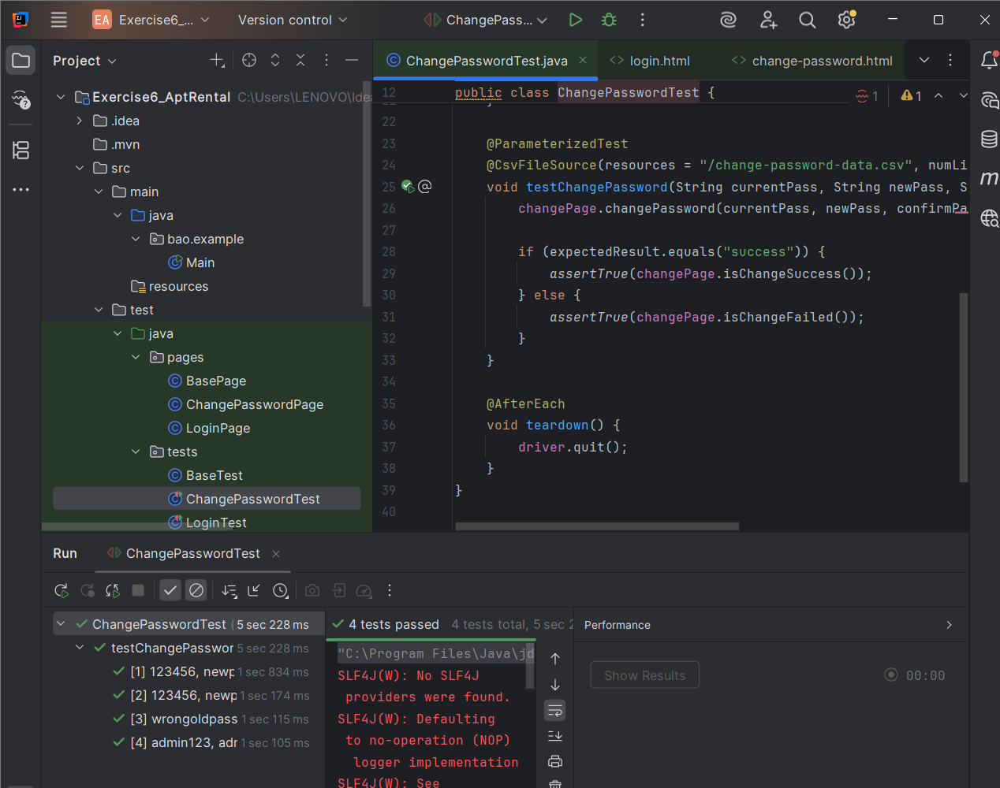 EA Exercise6_... Version control ChangePass...
Project
ChangePasswordTest.java login.html change-password.html
Exercise6_AptRental C:\Users\LENOVO\Idea
.idea
.mvn
src
main
java
bao.example
Main
resources
test
java
pages
BasePage
ChangePasswordPage
LoginPage
tests
BaseTest
ChangePasswordTest
LoginTest
12 public class ChangePasswordTest { 1 1
22
23 @ParameterizedTest
24 @CsvFileSource(resources = "/change-password-data.csv", numLi
25 void testChangePassword(String currentPass, String newPass, S
26 changePage.changePassword(currentPass, newPass, confirmPa
27
28 if (expectedResult.equals("success")) {
29 assertTrue(changePage.isChangeSuccess());
30 } else {
31 assertTrue(changePage.isChangeFailed());
32 }
33 }
34
35 @AfterEach
36 void teardown() {
37 driver.quit();
38 }
39 }
40
Run ChangePasswordTest
ChangePasswordTest ( 5 sec 228 ms
testChangePasswor 5 sec 228 ms
[1] 123456, newp 1 sec 834 ms
[2] 123456, newp 1 sec 174 ms
[3] wrongoldpass 1 sec 115 ms
[4] admin123, adr 1 sec 105 ms
4 tests passed 4 tests total, 5 sec 2
"C:\Program Files\Java\jd
SLF4J(W): No SLF4J
providers were found.
SLF4J(W): Defaulting
to no-operation (NOP)
logger implementation
SLF4J(W): See
Performance
Show Results 00:00